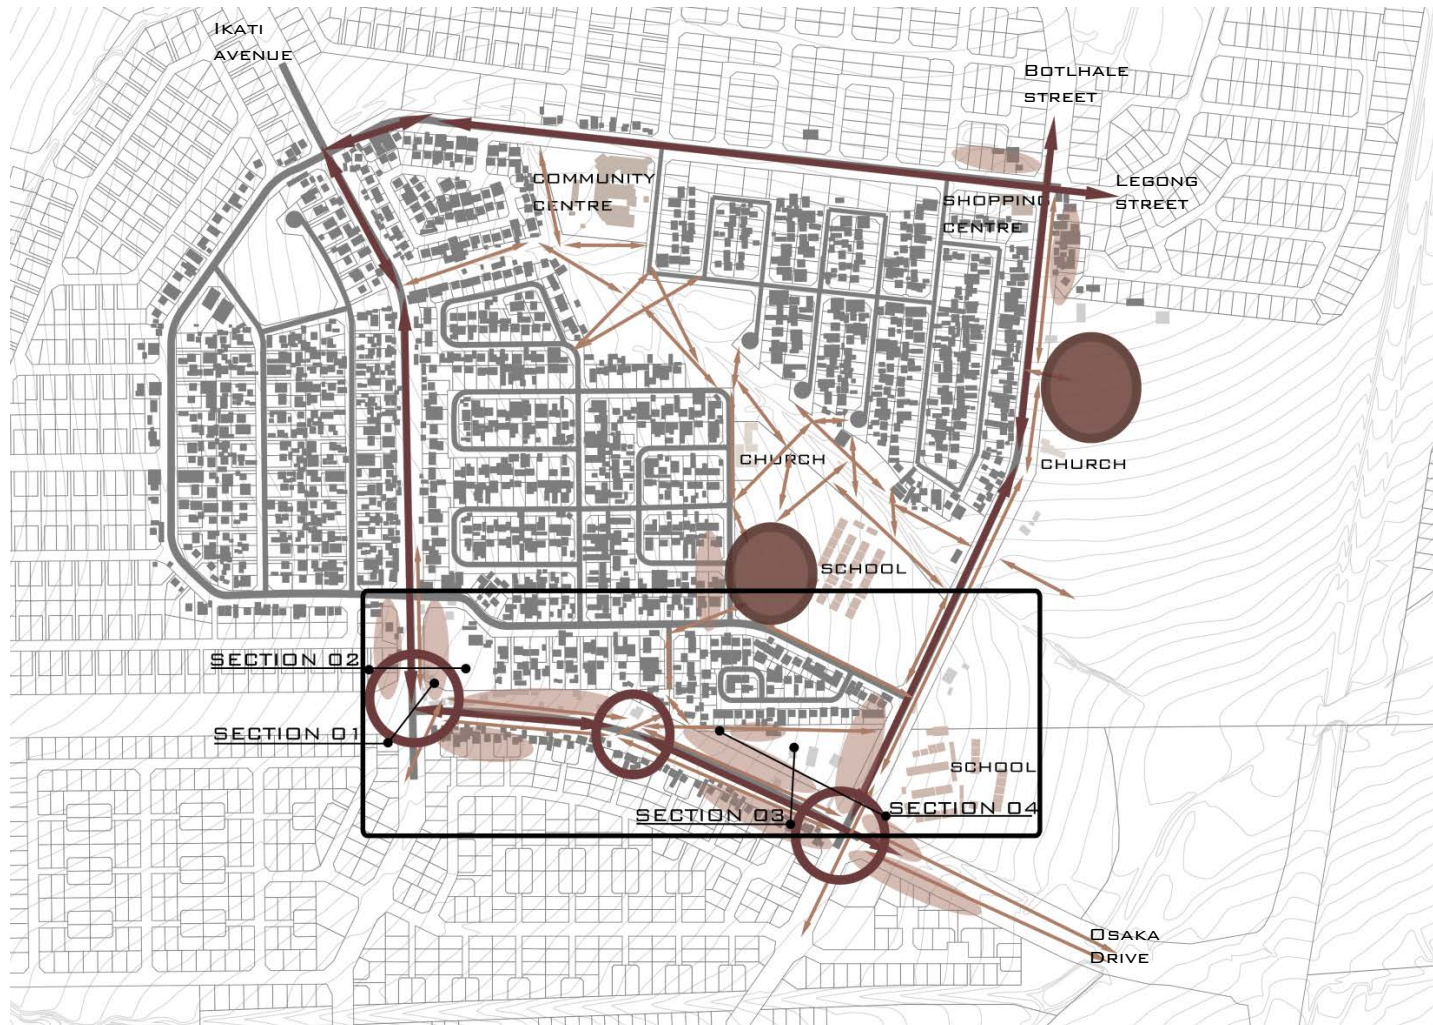 IKATI
AVENUE
BOTLHALE
STREET
COMMUNITY
CENTRE
LEGONG
STREET
SHOPPING
CENTRE
CHURCH
CHURCH
SCHOOL
SECTION 02
SECTION 01
SCHOOL
SECTION 03
SECTION 04
OSAKA
DRIVE